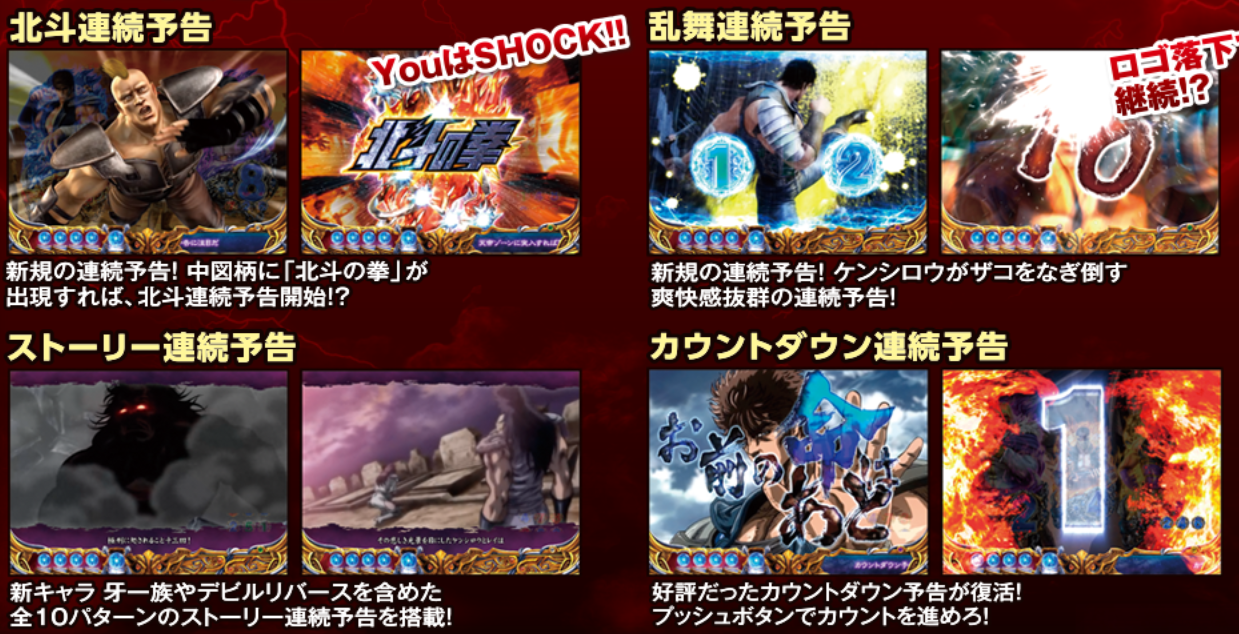 北斗連続予告
YouはSHOCK!!
北斗の拳
新規の連続予告! 中図柄に「北斗の拳」が
出現すれば、北斗連続予告開始!?
乱舞連続予告
1 2
ロゴ落下で
継続!?
10
新規の連続予告! ケンシロウがザコをなぎ倒す
爽快感抜群の連続予告!
ストーリー連続予告
新キャラ 牙一族やデビルリバースを含めた
全10パターンのストーリー連続予告を搭載!
カウントダウン連続予告
お前の命はあと
1
好評だったカウントダウン予告が復活!
プッシュボタンでカウントを進めろ!